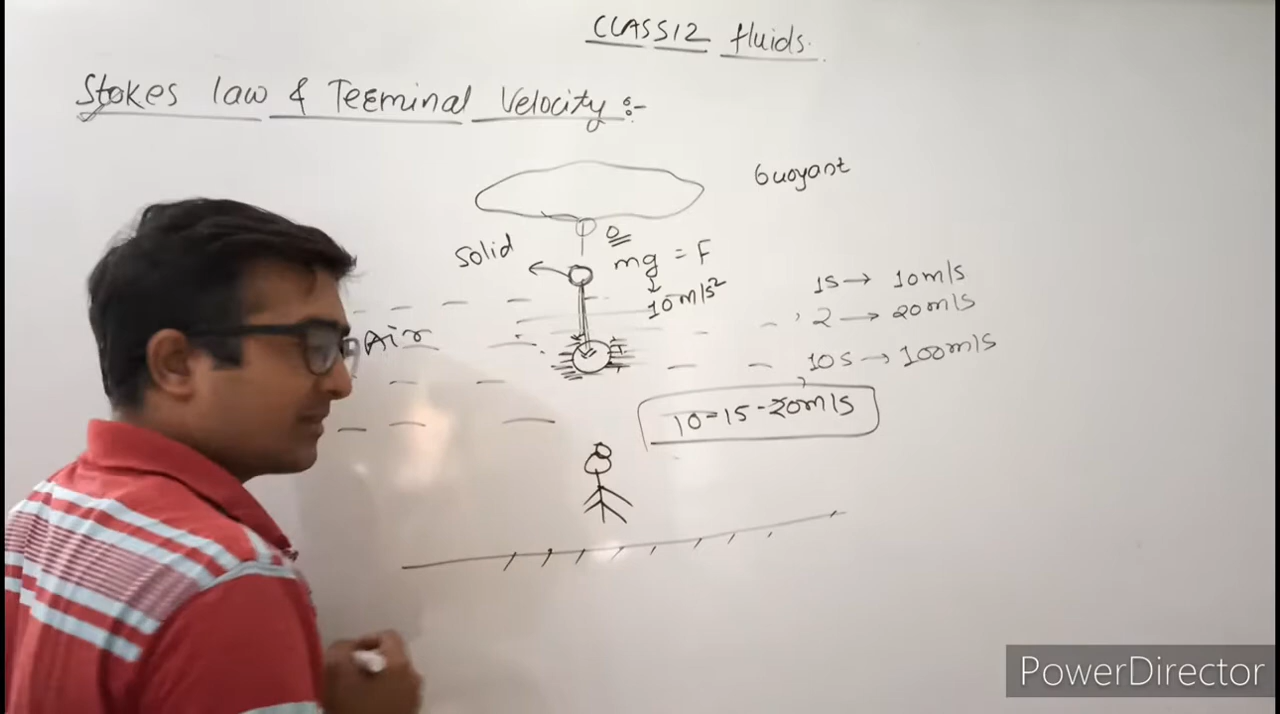 CLASS12 fluids.
Stokes law & Terminal Velocity :-
buoyant
solid
mg = F
10m/s²
Air
1s → 10m/s
2 → 20m/s
10s → 100m/s
10-15-20m/s
PowerDirector